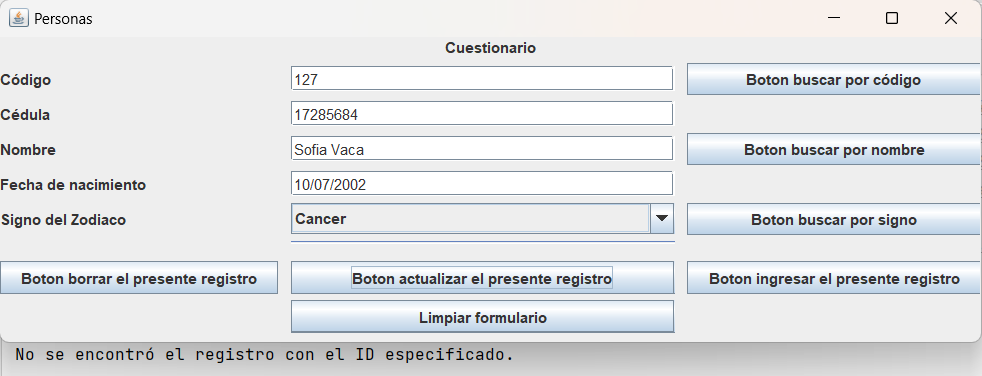 Personas
Cuestionario
Código 127 Boton buscar por código
Cédula 17285684
Nombre Sofia Vaca Boton buscar por nombre
Fecha de nacimiento 10/07/2002
Signo del Zodiaco Cancer Boton buscar por signo
Boton borrar el presente registro Boton actualizar el presente registro Boton ingresar el presente registro
Limpiar formulario
No se encontró el registro con el ID especificado.